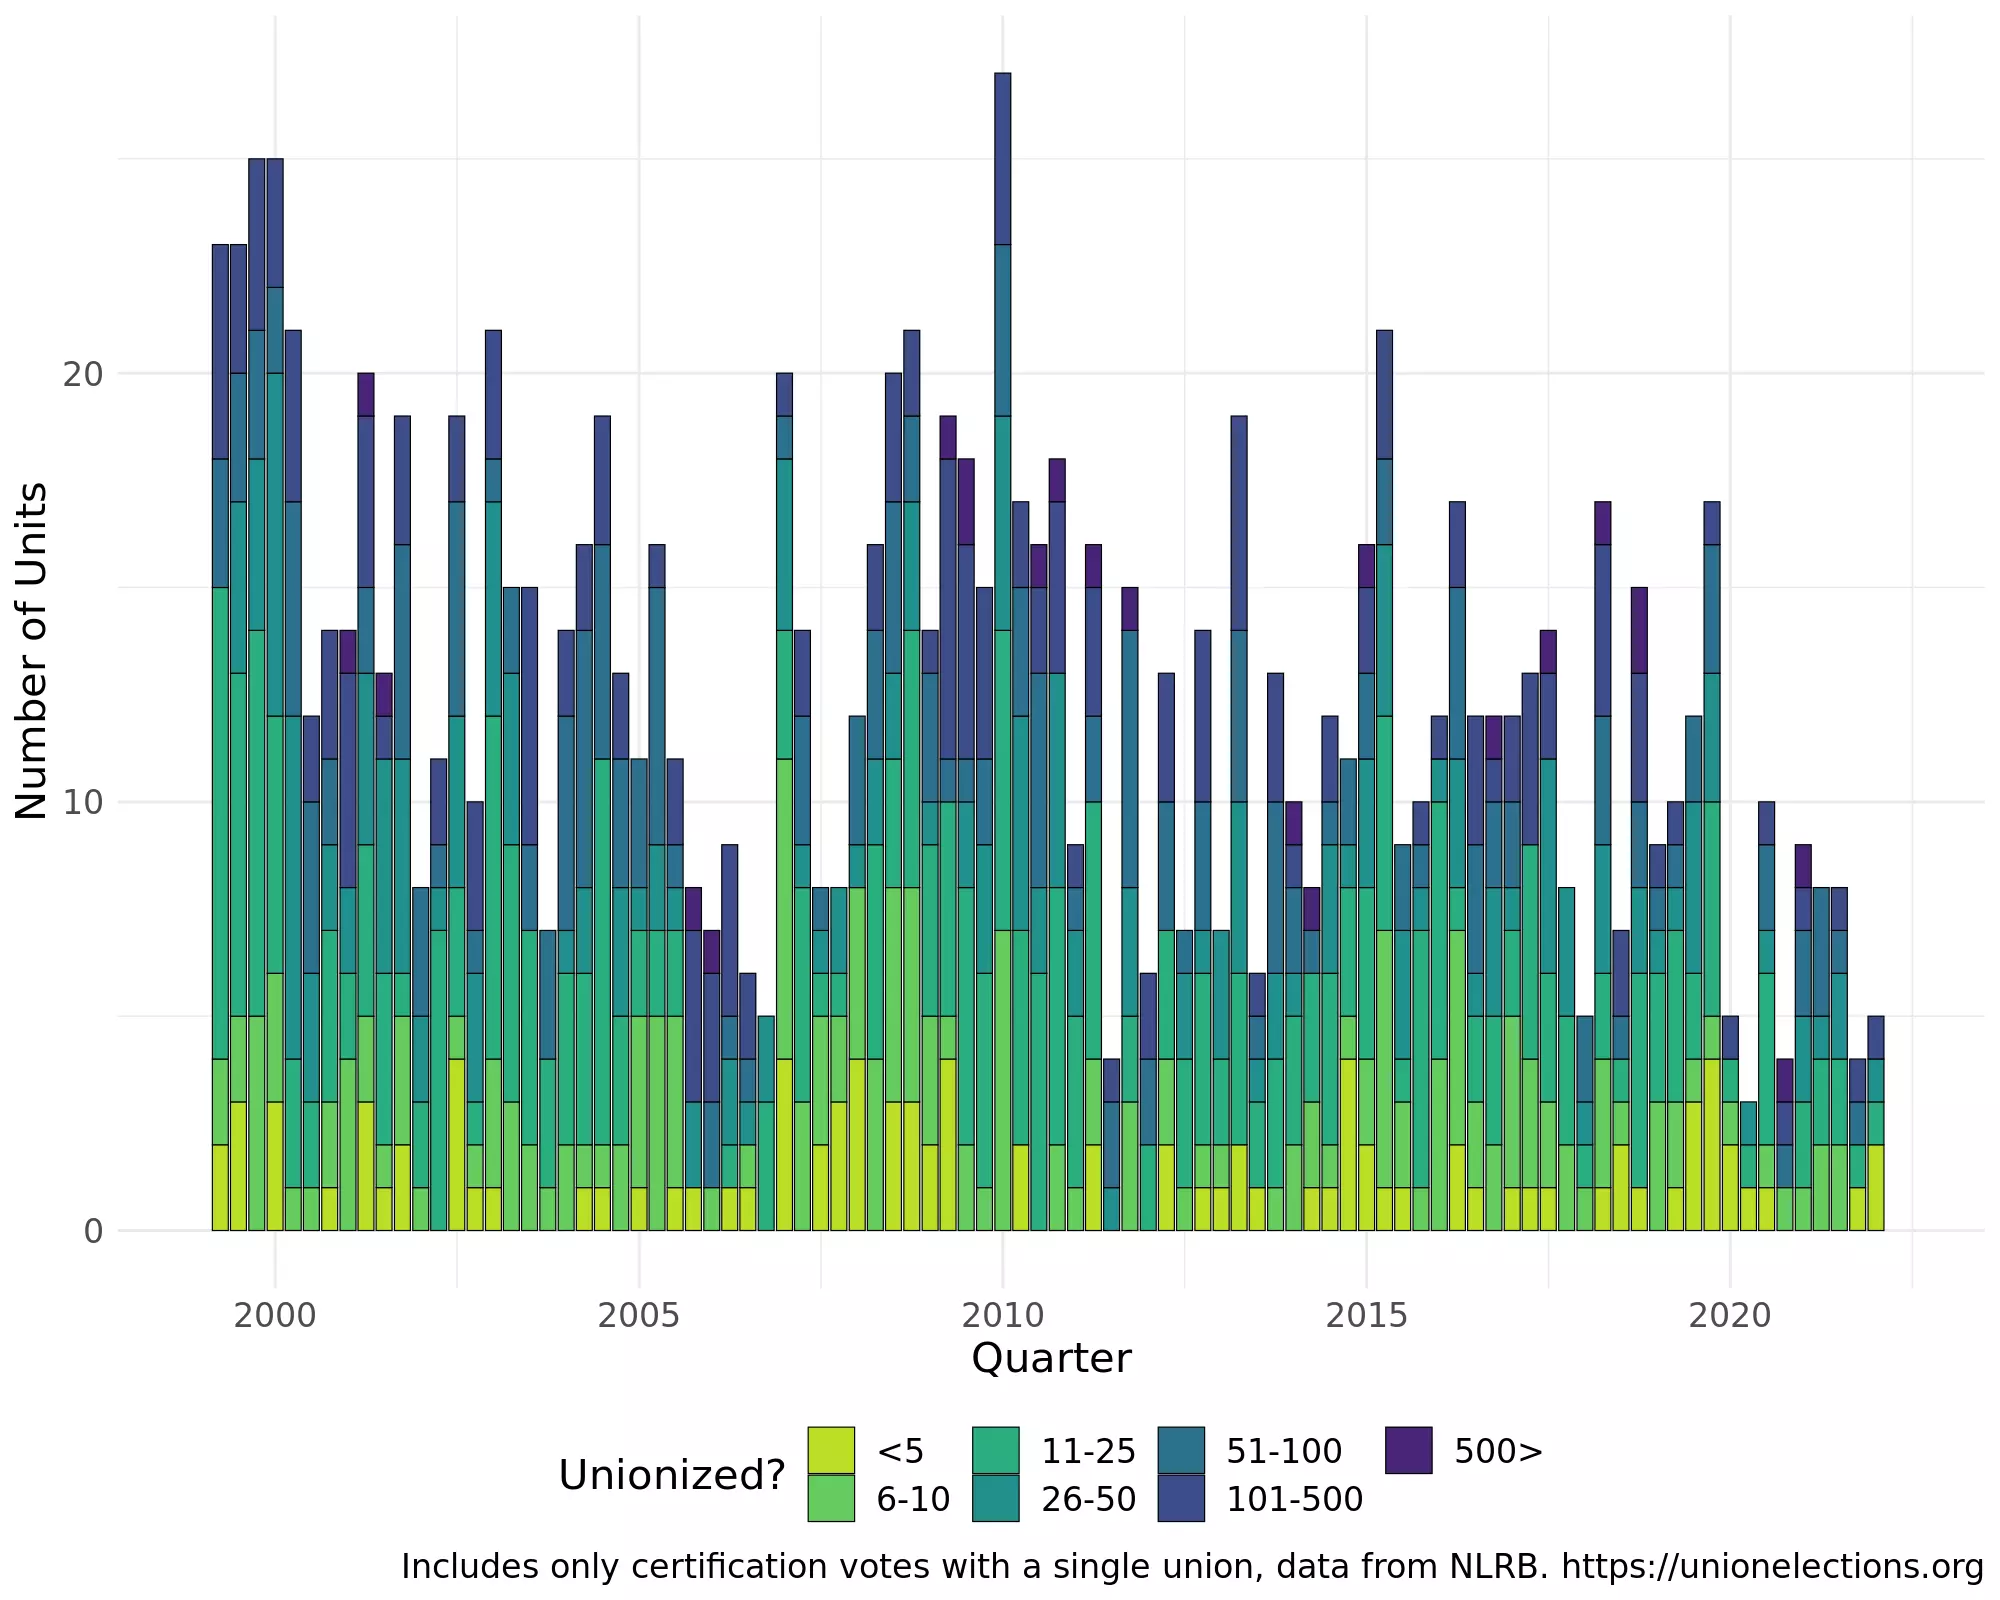 Number of Units
20
10
0
2000 2005 2010 2015 2020
Quarter
Unionized?
<5 11-25 51-100 500>
6-10 26-50 101-500
Includes only certification votes with a single union, data from NLRB. https://unionelections.org